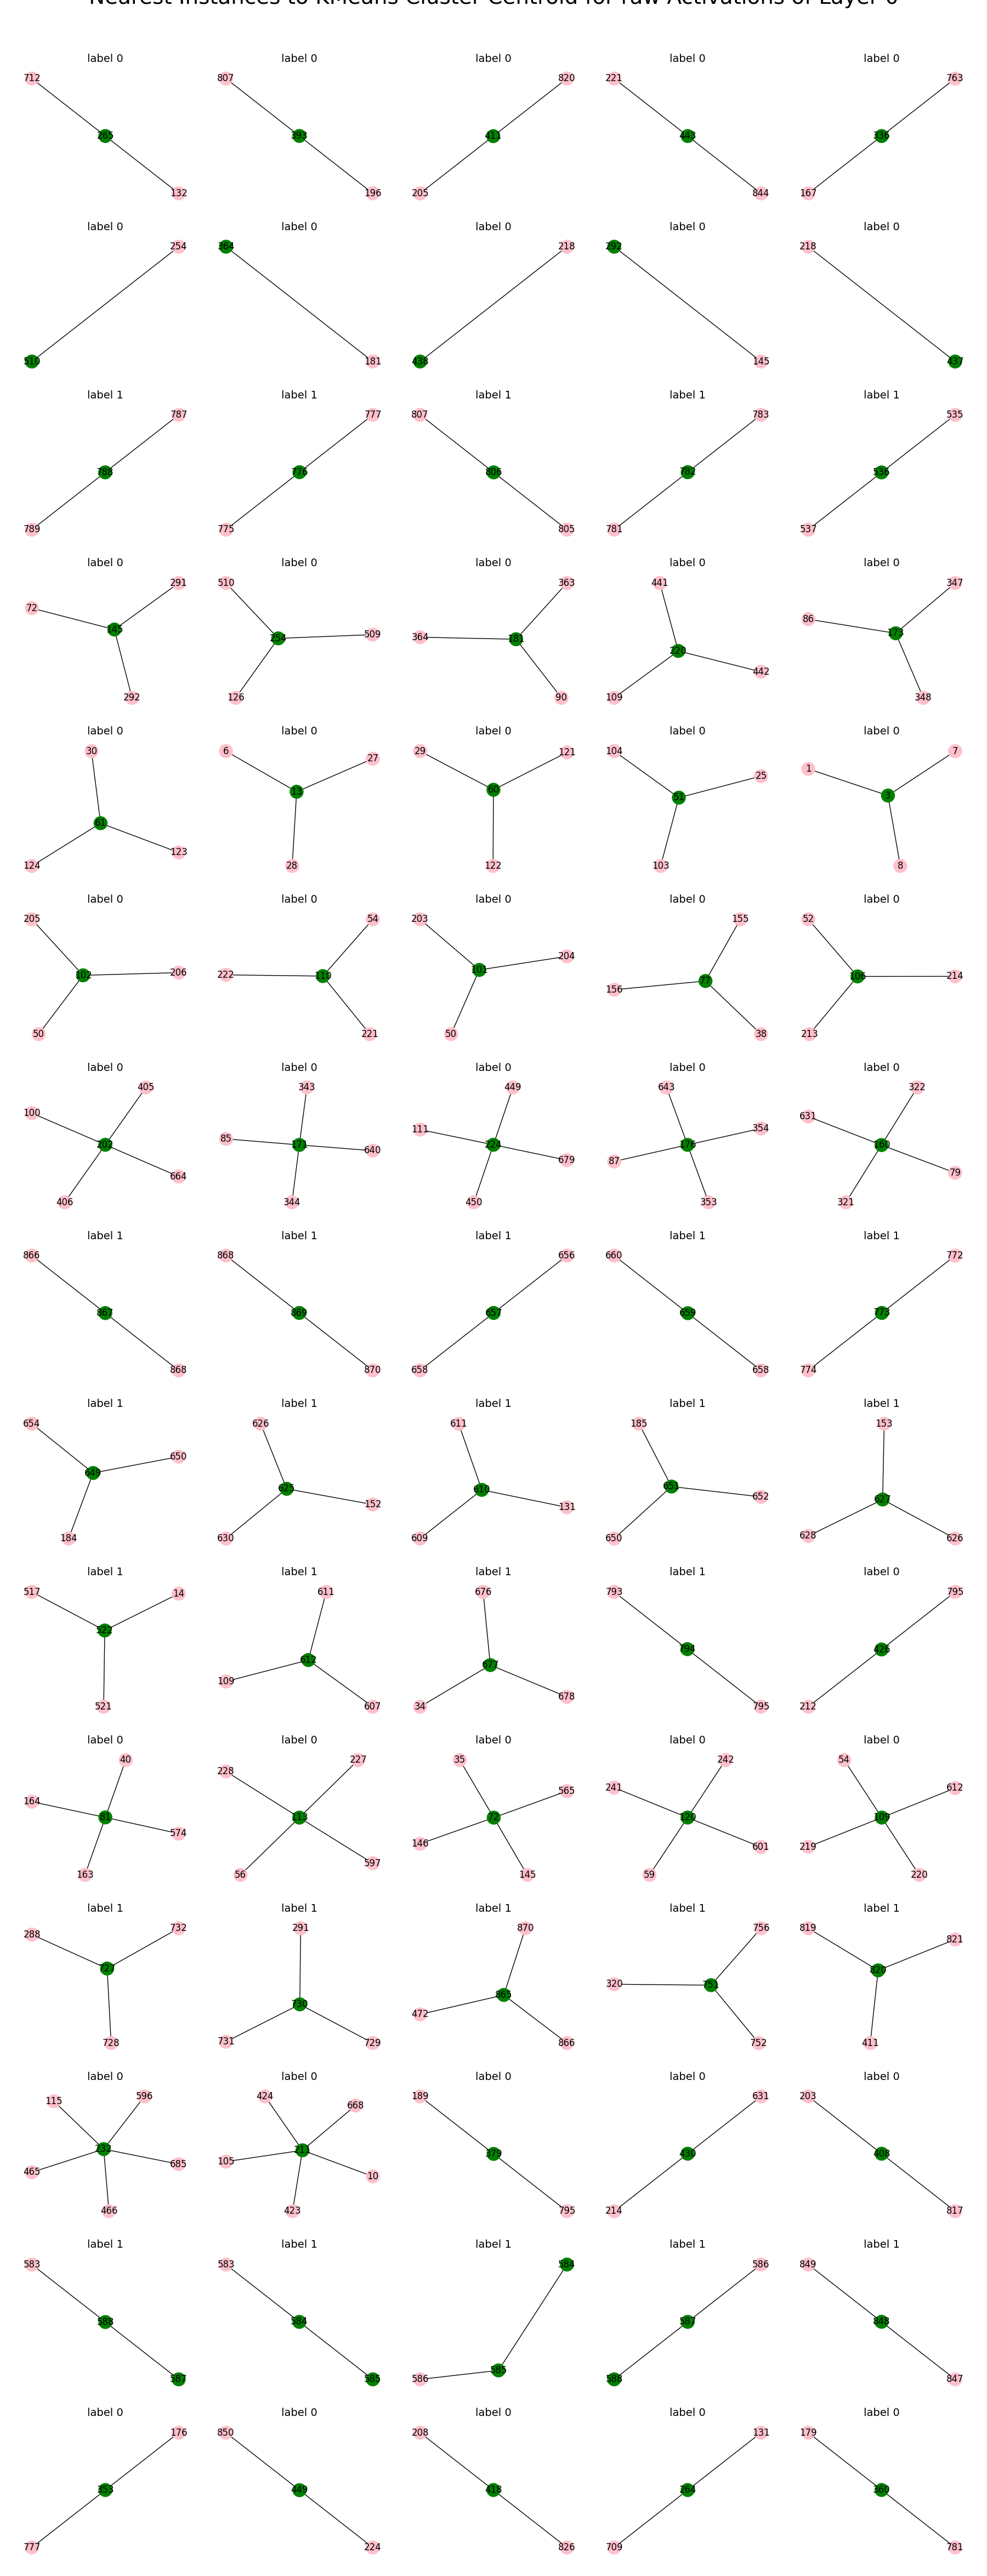 Nearest Instances to KMeans Cluster Centroid for raw Activations of Layer 0
label 0 label 0 label 0 label 0 label 0
712 807 820 221 763
265 393 411 443 336
132 196 205 844 167
label 0 label 0 label 0 label 0 label 0
254 364 218 292 218
510 181 438 145 437
label 1 label 1 label 1 label 1 label 1
787 777 807 783 535
788 776 806 782 536
789 775 805 781 537
label 0 label 0 label 0 label 0 label 0
291 510 363 441 347
72 509 364 86
145 254 181 220 173
292 126 90 109 442 348
label 0 label 0 label 0 label 0 label 0
30 6 27 29 121 104 25 1 7
61 13 60 51 3
124 123 28 122 103 8
label 0 label 0 label 0 label 0 label 0
205 54 203 155 52
102 206 222 110 101 204 156 77 106 214
50 221 50 38 213
label 0 label 0 label 0 label 0 label 0
405 343 449 643 322
100 85 111 354 631
202 171 224 176 160
664 640 679 87 79
406 344 450 353 321
label 1 label 1 label 1 label 1 label 1
866 868 656 660 772
867 869 657 659 773
868 870 658 658 774
label 1 label 1 label 1 label 1 label 1
654 650 626 611 185 153
649 625 152 610 131 651 652 627
184 630 609 650 628 626
label 1 label 1 label 1 label 1 label 0
517 14 611 676 793 795
522 612 677 794 426
521 109 607 34 678 795 212
label 0 label 0 label 0 label 0 label 0
40 228 227 35 242 54
164 565 241 612
81 113 72 120 109
574 597 146 601 219
163 56 145 59 220
label 1 label 1 label 1 label 1 label 1
288 732 291 870 756 819 821
727 730 472 865 320 751 820
728 731 729 866 752 411
label 0 label 0 label 0 label 0 label 0
115 596 424 668 189 631 203
232 211 379 430 408
465 685 105 10
466 423 795 214 817
label 1 label 1 label 1 label 1 label 1
583 583 584 586 849
588 584 587 848
587 585 586 585 588 847
label 0 label 0 label 0 label 0 label 0
176 850 208 131 179
353 449 418 264 360
777 224 826 709 781